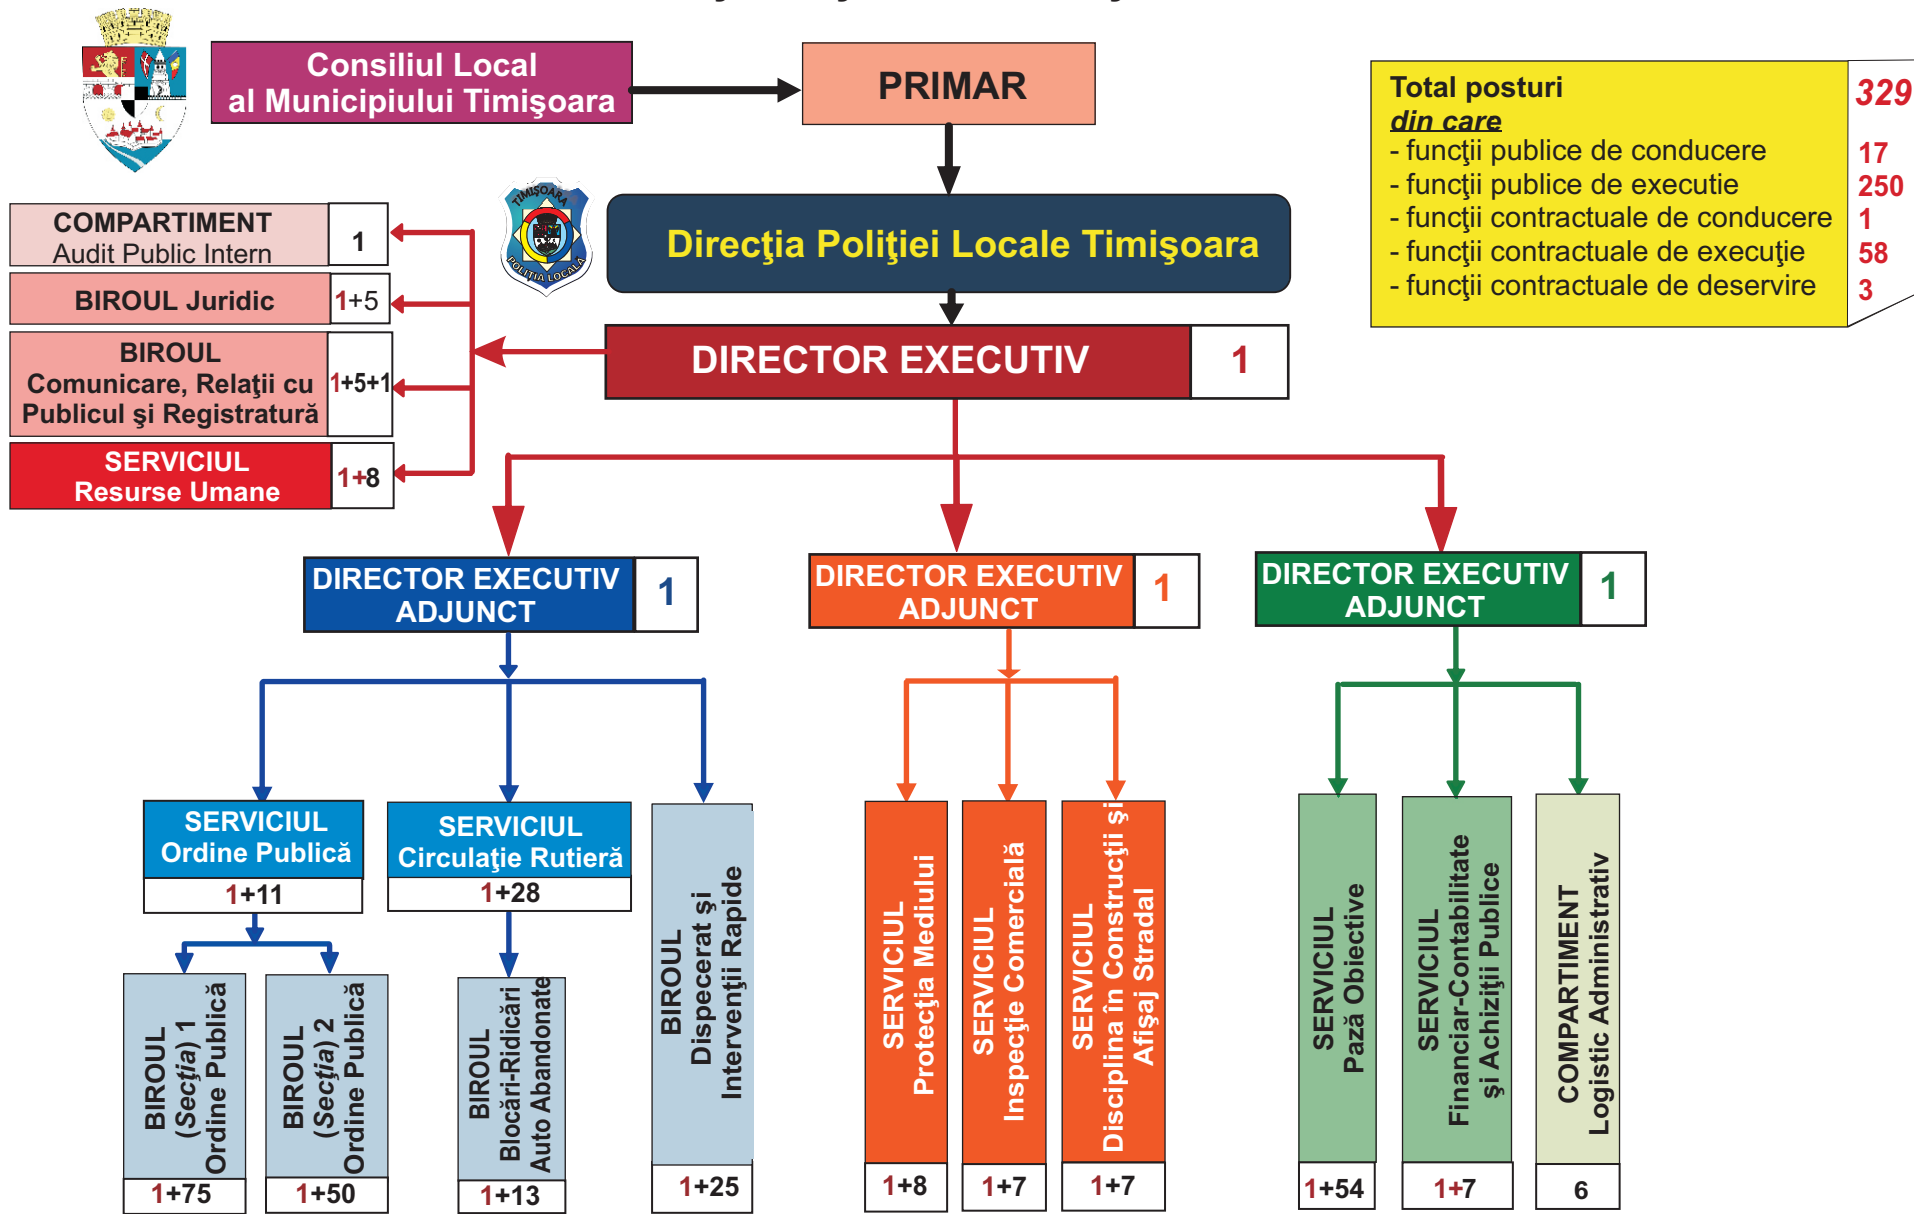 Consiliul Local
al Municipiului Timişoara
PRIMAR
Total posturi 329
din care
- funcţii publice de conducere 17
- funcţii publice de executie 250
- funcţii contractuale de conducere 1
- funcţii contractuale de execuţie 58
- funcţii contractuale de deservire 3
TIMIŞOARA
POLIŢIA LOCALĂ
Direcţia Poliţiei Locale Timişoara
COMPARTIMENT
Audit Public Intern
1
BIROUL Juridic
1+5
BIROUL
Comunicare, Relaţii cu
Publicul şi Registratură
1+5+1
SERVICIUL
Resurse Umane
1+8
DIRECTOR EXECUTIV
1
DIRECTOR EXECUTIV
ADJUNCT
1
DIRECTOR EXECUTIV
ADJUNCT
1
DIRECTOR EXECUTIV
ADJUNCT
1
SERVICIUL
Ordine Publică
1+11
SERVICIUL
Circulaţie Rutieră
1+28
BIROUL
(Secţia) 1
Ordine Publică
1+75
BIROUL
(Secţia) 2
Ordine Publică
1+50
BIROUL
Blocări-Ridicări
Auto Abandonate
1+13
BIROUL
Dispecerat şi
Intervenţii Rapide
1+25
SERVICIUL
Protecţia Mediului
1+8
SERVICIUL
Inspecţie Comercială
1+7
SERVICIUL
Disciplina în Construcţii şi
Afişaj Stradal
1+7
SERVICIUL
Pază Obiective
1+54
SERVICIUL
Financiar-Contabilitate
şi Achiziţii Publice
1+7
COMPARTIMENT
Logistic Administrativ
6